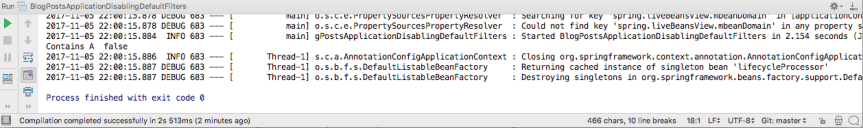 Run BlogPostsApplicationDisablingDefaultFilters
2017-11-05 22:00:15.878 DEBUG 683 --- [ main] o.s.c.e.PropertySourcesPropertyResolver : Searching for key 'spring.liveBeansView.mbeanDomain' in [applicationCon
2017-11-05 22:00:15.878 DEBUG 683 --- [ main] o.s.c.e.PropertySourcesPropertyResolver : Could not find key 'spring.liveBeansView.mbeanDomain' in any property s
2017-11-05 22:00:15.884 INFO 683 --- [ main] gPostsApplicationDisablingDefaultFilters : Started BlogPostsApplicationDisablingDefaultFilters in 2.154 seconds (J
Contains A false
2017-11-05 22:00:15.886 INFO 683 --- [ Thread-1] s.c.a.AnnotationConfigApplicationContext : Closing org.springframework.context.annotation.AnnotationConfigApplicat
2017-11-05 22:00:15.887 DEBUG 683 --- [ Thread-1] o.s.b.f.s.DefaultListableBeanFactory : Returning cached instance of singleton bean 'lifecycleProcessor'
2017-11-05 22:00:15.887 DEBUG 683 --- [ Thread-1] o.s.b.f.s.DefaultListableBeanFactory : Destroying singletons in org.springframework.beans.factory.support.Defa
Process finished with exit code 0
Compilation completed successfully in 2s 513ms (2 minutes ago) 466 chars, 10 line breaks 18:1 LF÷ UTF-8÷ Git: master÷